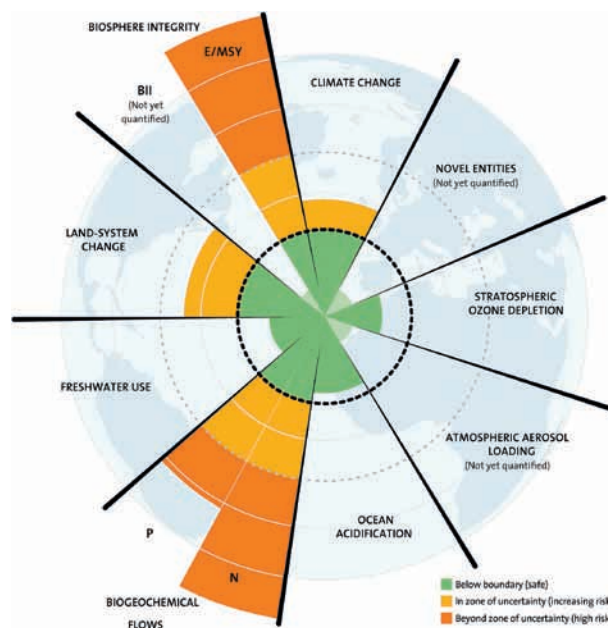 BIOSPHERE INTEGRITY
E/MSY
BII
(Not yet
quantified)
CLIMATE CHANGE
NOVEL ENTITIES
(Not yet quantified)
LAND-SYSTEM
CHANGE
STRATOSPHERIC
OZONE DEPLETION
FRESHWATER USE
ATMOSPHERIC AEROSOL
LOADING
(Not yet quantified)
OCEAN
ACIDIFICATION
P
N
BIOGEOCHEMICAL
FLOWS
Below boundary (safe)
In zone of uncertainty (increasing risk
Beyond zone of uncertainty (high risk